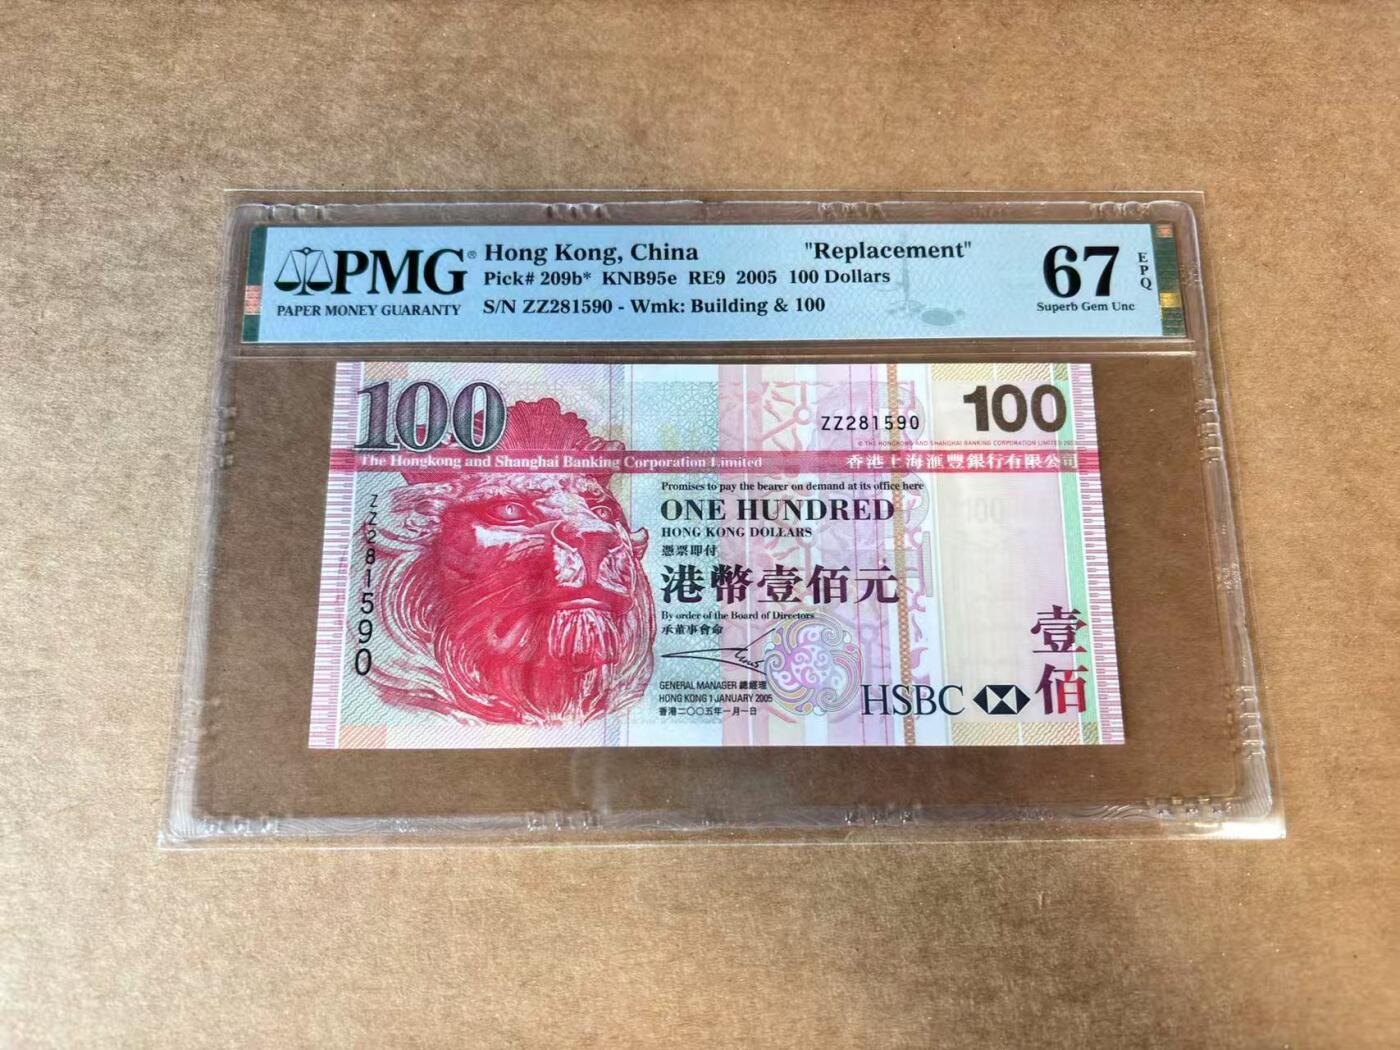 PMG®
PAPER MONEY GUARANTY
Hong Kong, China "Replacement"
Pick# 209b* KNB95e RE9 2005 100 Dollars
S/N ZZ281590 - Wmk: Building & 100
67
EPQ
Superb Gem Unc
100
ZZ281590
100
The Hongkong and Shanghai Banking Corporation Limited
香港上海滙豐銀行有限公司
ZZ281590
Promises to pay the bearer on demand at its office here
ONE HUNDRED
HONG KONG DOLLARS
憑票即付
港幣壹佰元
By order of the Board of Directors
承董事會命
GENERAL MANAGER 總經理
HONG KONG 1 JANUARY 2005
香港二〇〇五年一月一日
HSBC
壹佰